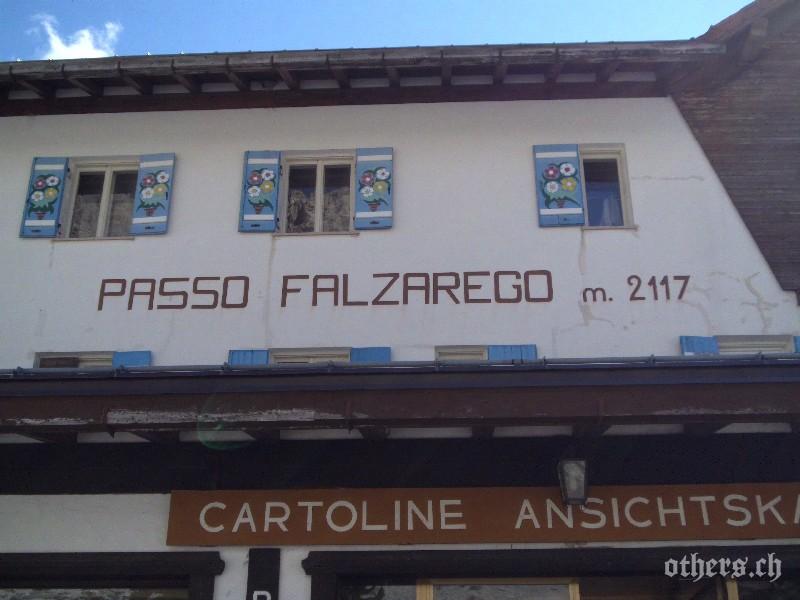 PASSO FALZAREGO m. 2117
CARTOLINE ANSICHTSKA
others.ch